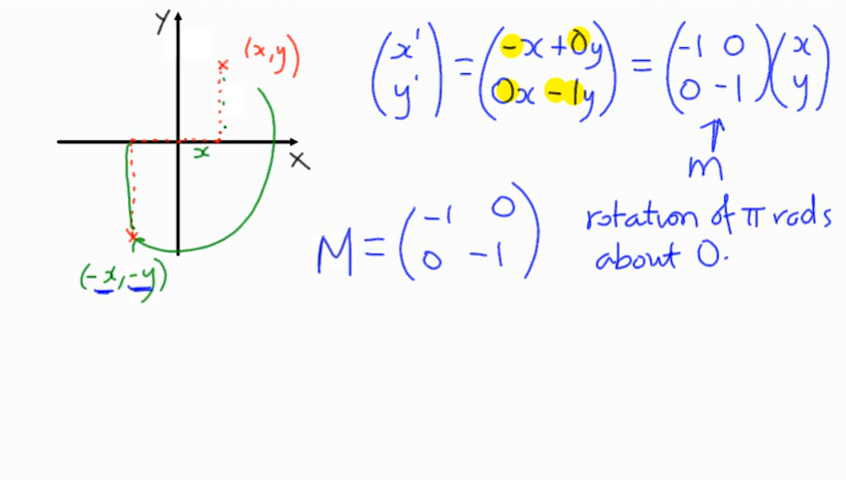 Y
(x,y)
x
X
(-x,-y)
(x' y') = (-x+0y 0x-1y) = (-1 0 0 -1)(x y)
↑
m
M = (-1 0 0 -1)
rotation of π rads
about O.